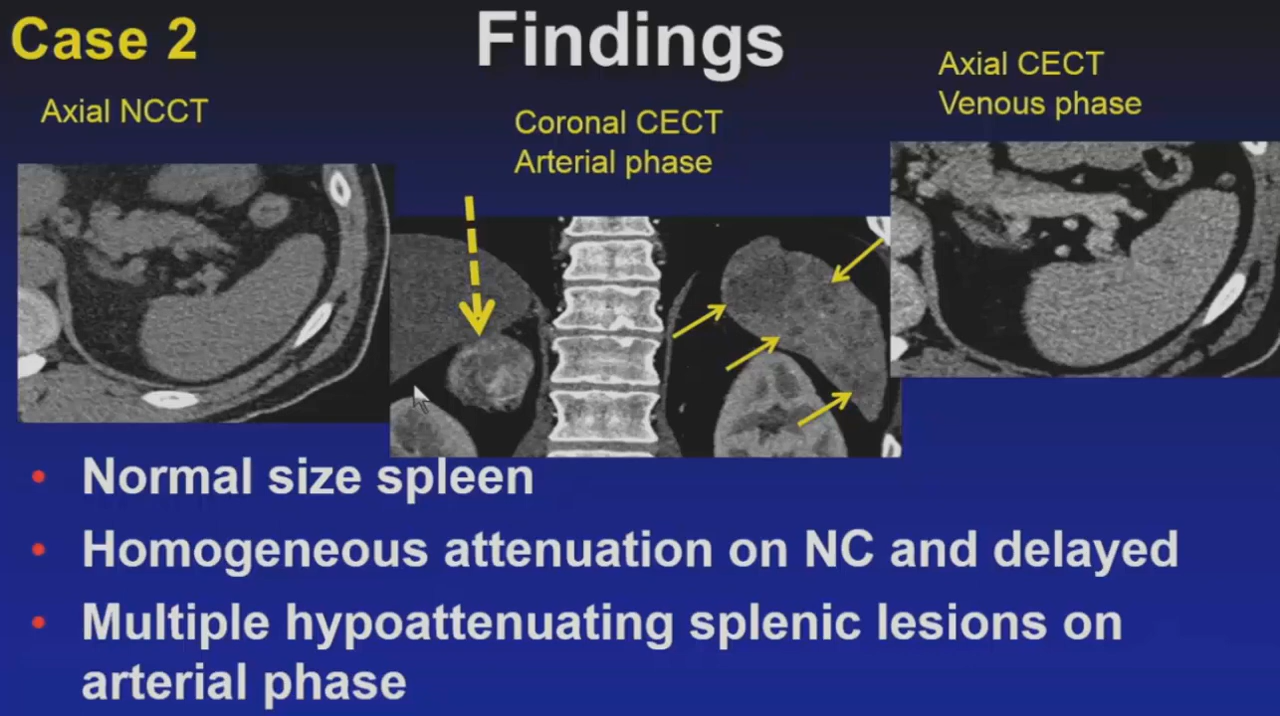 Case 2
Findings
Axial NCCT
Coronal CECT
Arterial phase
Axial CECT
Venous phase
• Normal size spleen
• Homogeneous attenuation on NC and delayed
• Multiple hypoattenuating splenic lesions on
arterial phase